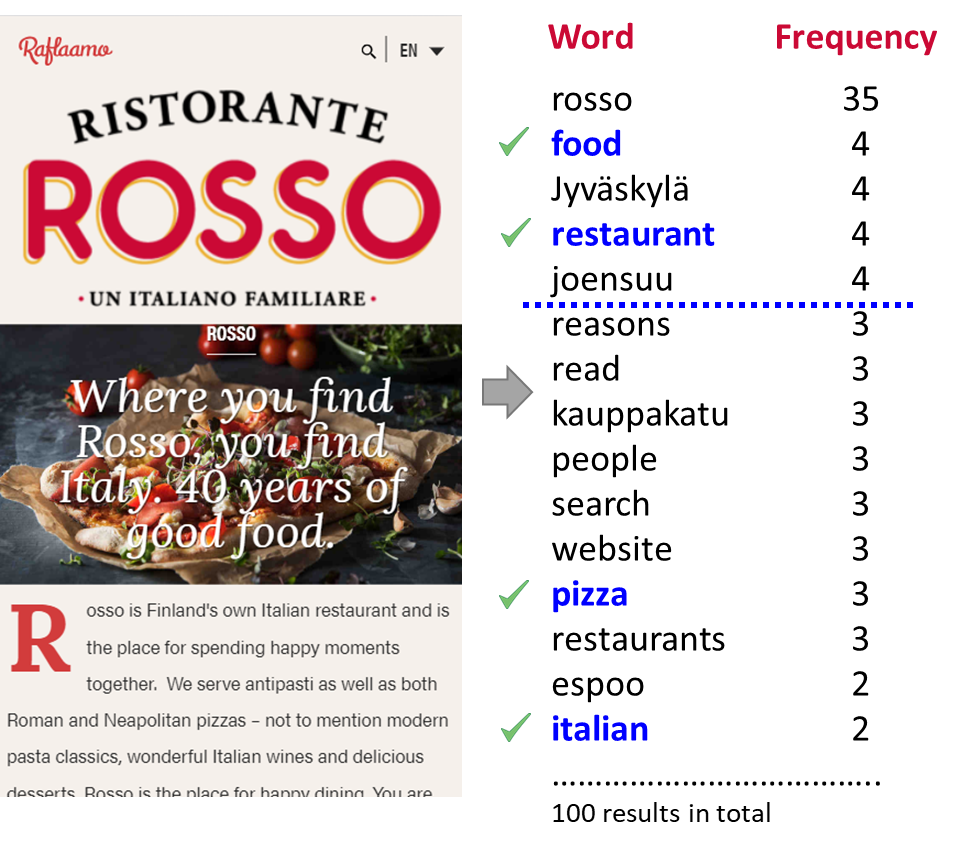 Raflaamo
EN
RISTORANTE
ROSSO
· UN ITALIANO FAMILIARE ·
ROSSO
Where you find
Rosso, you find
Italy. 40 years of
good food.
Rosso is Finland's own Italian restaurant and is
the place for spending happy moments
together. We serve antipasti as well as both
Roman and Neapolitan pizzas – not to mention modern
pasta classics, wonderful Italian wines and delicious
desserts. Rosso is the place for happy dining. You are
Word Frequency
rosso 35
food 4
Jyväskylä 4
restaurant 4
joensuu 4
reasons 3
read 3
kauppakatu 3
people 3
search 3
website 3
pizza 3
restaurants 3
espoo 2
italian 2
........................................
100 results in total